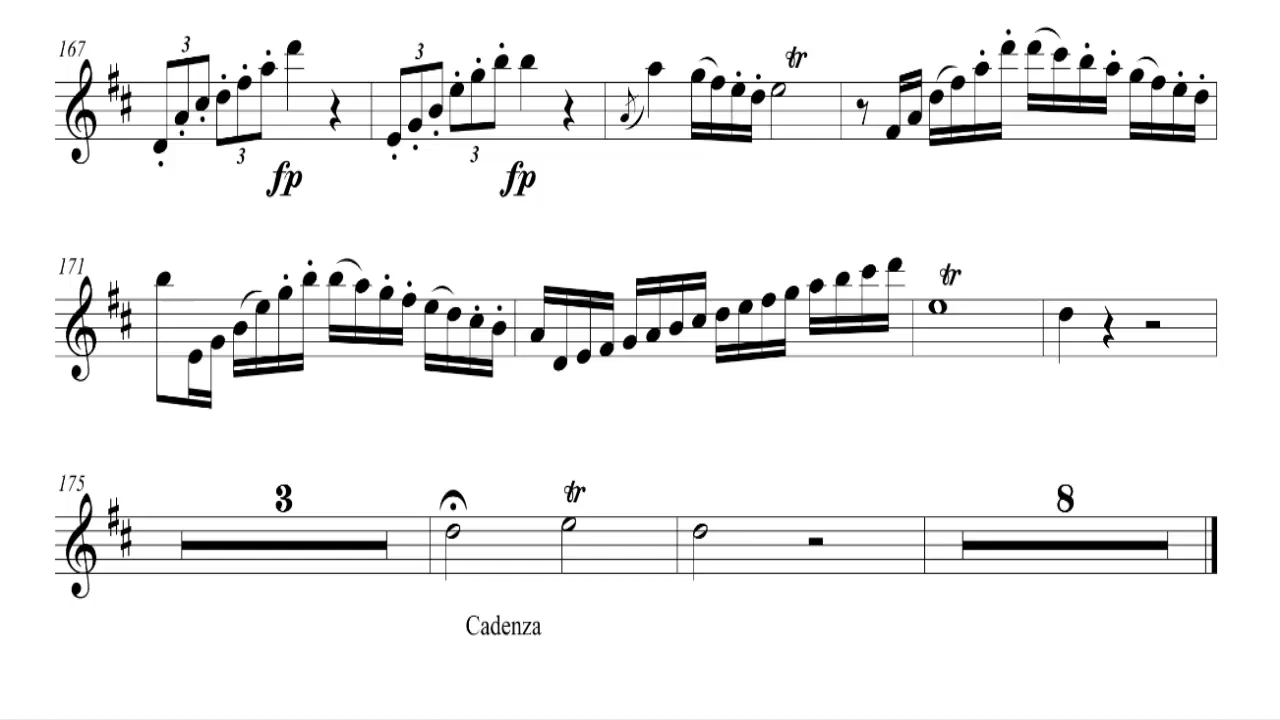 167 3 3 3 3 tr
fp fp
171 tr
175 3 tr 8
Cadenza